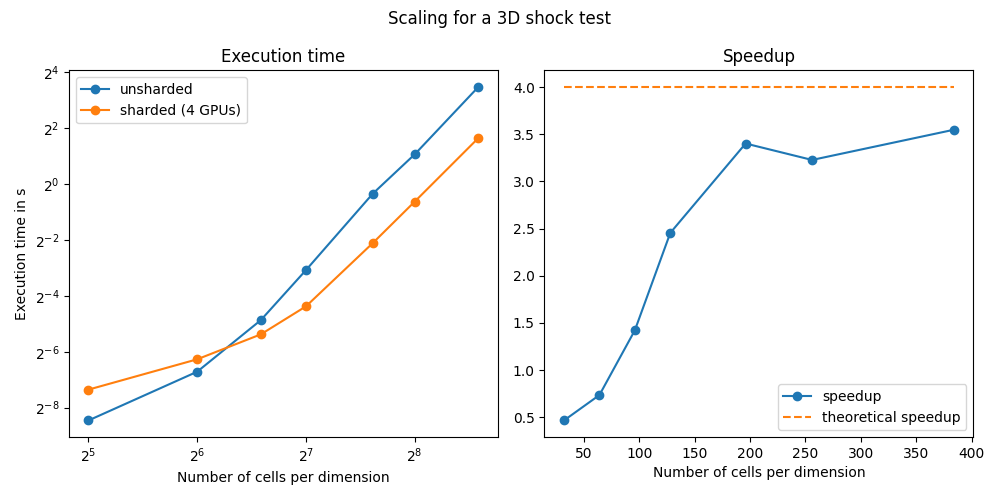 Scaling for a 3D shock test
Execution time
2^4
2^2
2^0
2^−2
2^−4
2^−6
2^−8
Execution time in s
unsharded
sharded (4 GPUs)
2^5 2^6 2^7 2^8
Number of cells per dimension
Speedup
4.0
3.5
3.0
2.5
2.0
1.5
1.0
0.5
speedup
theoretical speedup
50 100 150 200 250 300 350 400
Number of cells per dimension